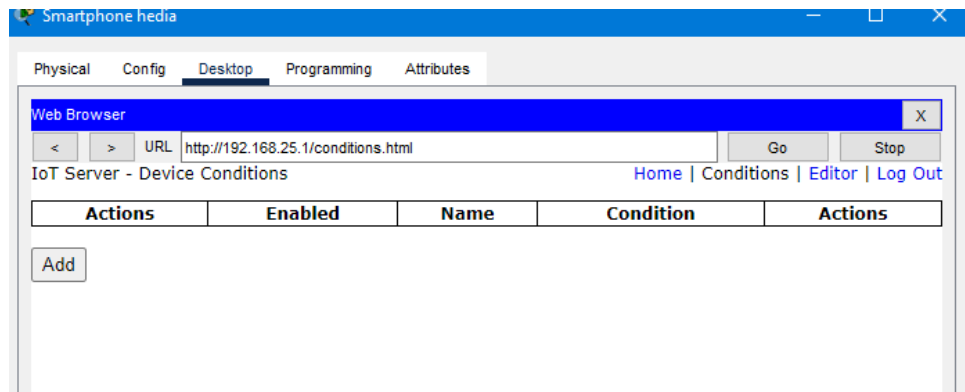 Smartphone hedia
Physical Config Desktop Programming Attributes
Web Browser X
< > URL http://192.168.25.1/conditions.html Go Stop
IoT Server - Device Conditions Home | Conditions | Editor | Log Out
Actions Enabled Name Condition Actions
Add